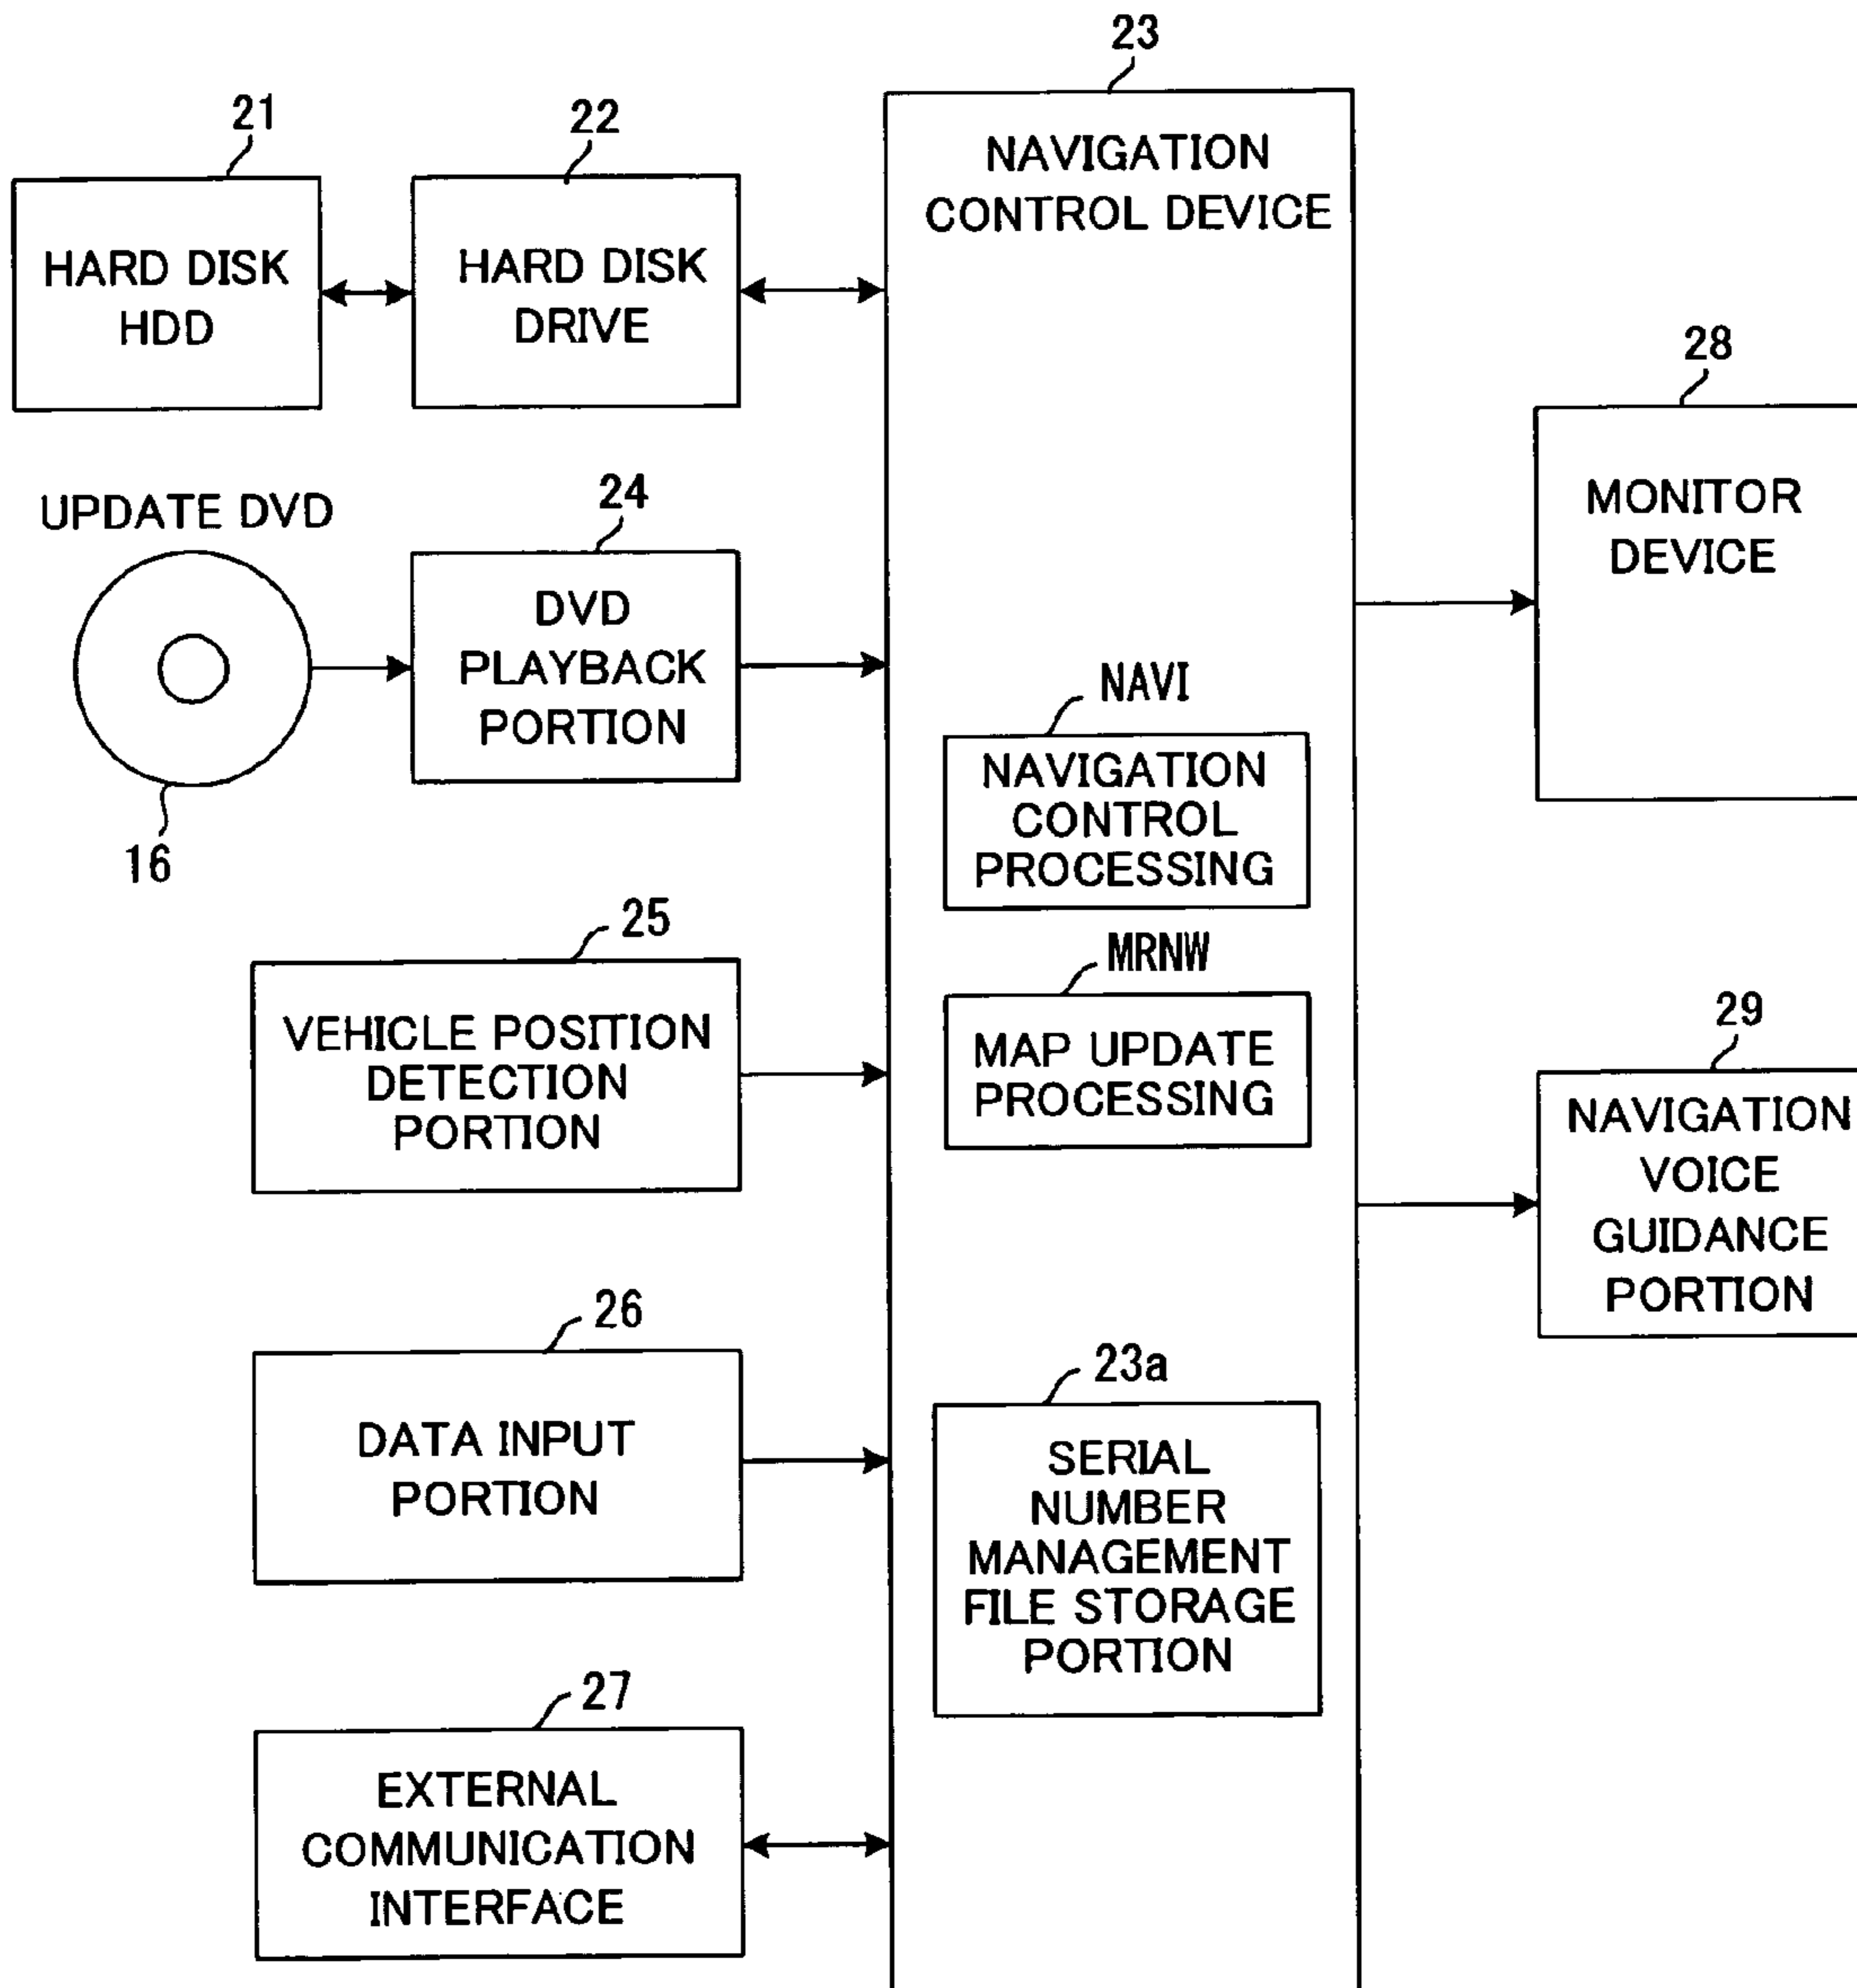 23
NAVIGATION
CONTROL DEVICE
21
HARD DISK
HDD
22
HARD DISK
DRIVE
UPDATE DVD
16
24
DVD
PLAYBACK
PORTION
25
VEHICLE POSITION
DETECTION
PORTION
26
DATA INPUT
PORTION
27
EXTERNAL
COMMUNICATION
INTERFACE
NAVI
NAVIGATION
CONTROL
PROCESSING
MRNW
MAP UPDATE
PROCESSING
23a
SERIAL
NUMBER
MANAGEMENT
FILE STORAGE
PORTION
28
MONITOR
DEVICE
29
NAVIGATION
VOICE
GUIDANCE
PORTION